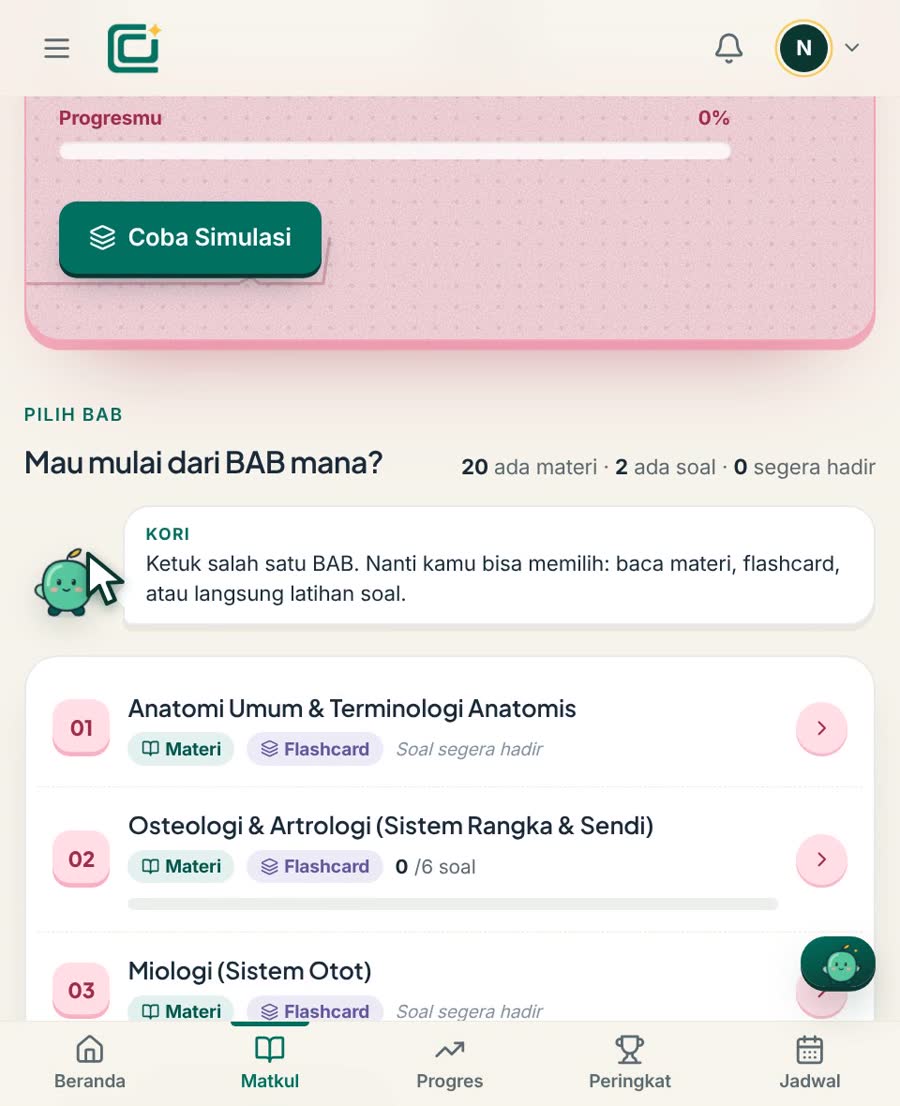 N
Progresmu 0%
Coba Simulasi
PILIH BAB
Mau mulai dari BAB mana? 20 ada materi · 2 ada soal · 0 segera hadir
KORI
Ketuk salah satu BAB. Nanti kamu bisa memilih: baca materi, flashcard,
atau langsung latihan soal.
01 Anatomi Umum & Terminologi Anatomis
Materi Flashcard Soal segera hadir
02 Osteologi & Artrologi (Sistem Rangka & Sendi)
Materi Flashcard 0 /6 soal
03 Miologi (Sistem Otot)
Materi Flashcard Soal segera hadir
Beranda Matkul Progres Peringkat Jadwal